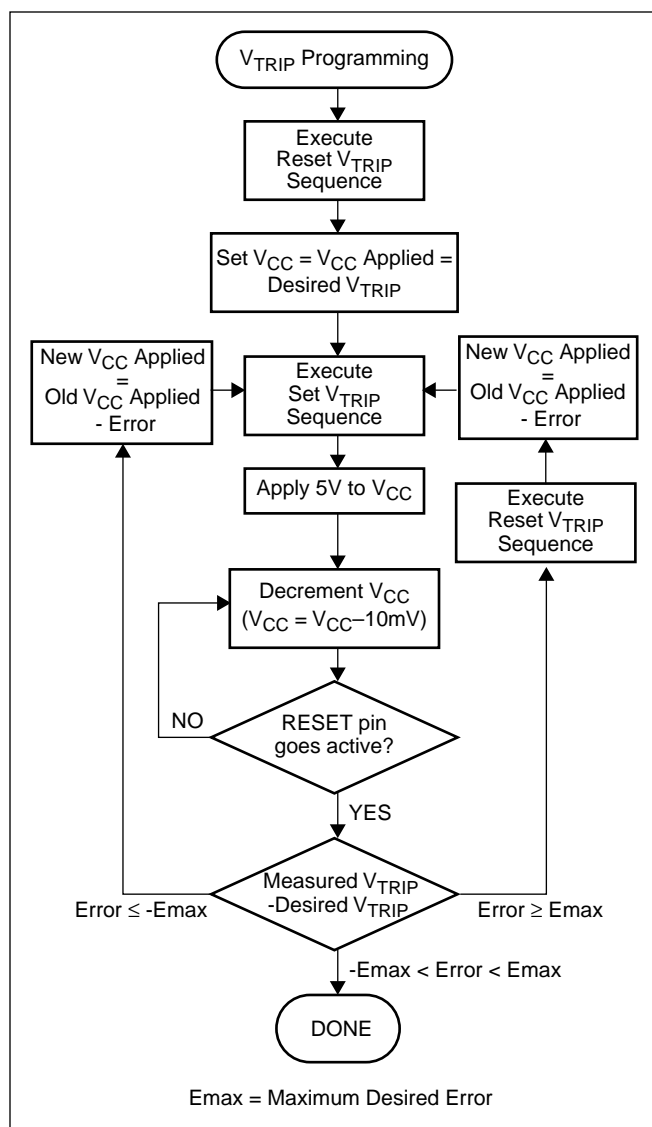 VTRIP Programming
Execute
Reset VTRIP
Sequence
Set VCC = VCC Applied =
Desired VTRIP
New VCC Applied
=
Old VCC Applied
- Error
Execute
Set VTRIP
Sequence
New VCC Applied
=
Old VCC Applied
- Error
Apply 5V to VCC
Execute
Reset VTRIP
Sequence
Decrement VCC
(VCC = VCC–10mV)
NO
RESET pin
goes active?
YES
Measured VTRIP
-Desired VTRIP
Error ≤ -Emax
Error ≥ Emax
-Emax < Error < Emax
DONE
Emax = Maximum Desired Error